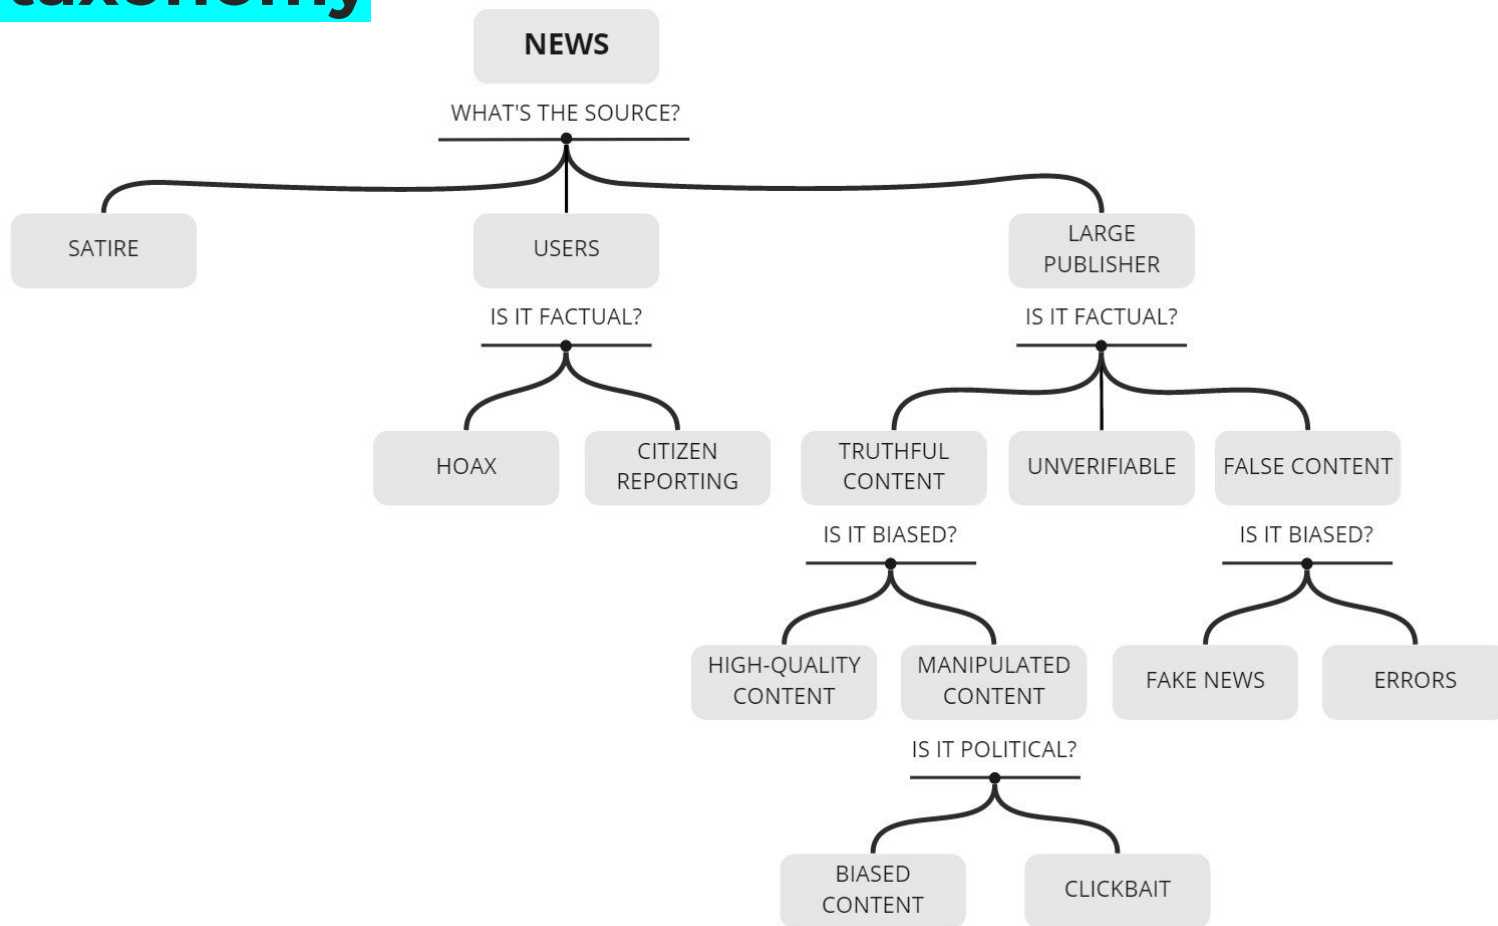 taxonomy
NEWS
WHAT'S THE SOURCE?
SATIRE
USERS
LARGE
PUBLISHER
IS IT FACTUAL?
IS IT FACTUAL?
HOAX
CITIZEN
REPORTING
TRUTHFUL
CONTENT
UNVERIFIABLE
FALSE CONTENT
IS IT BIASED?
IS IT BIASED?
HIGH-QUALITY
CONTENT
MANIPULATED
CONTENT
FAKE NEWS
ERRORS
IS IT POLITICAL?
BIASED
CONTENT
CLICKBAIT